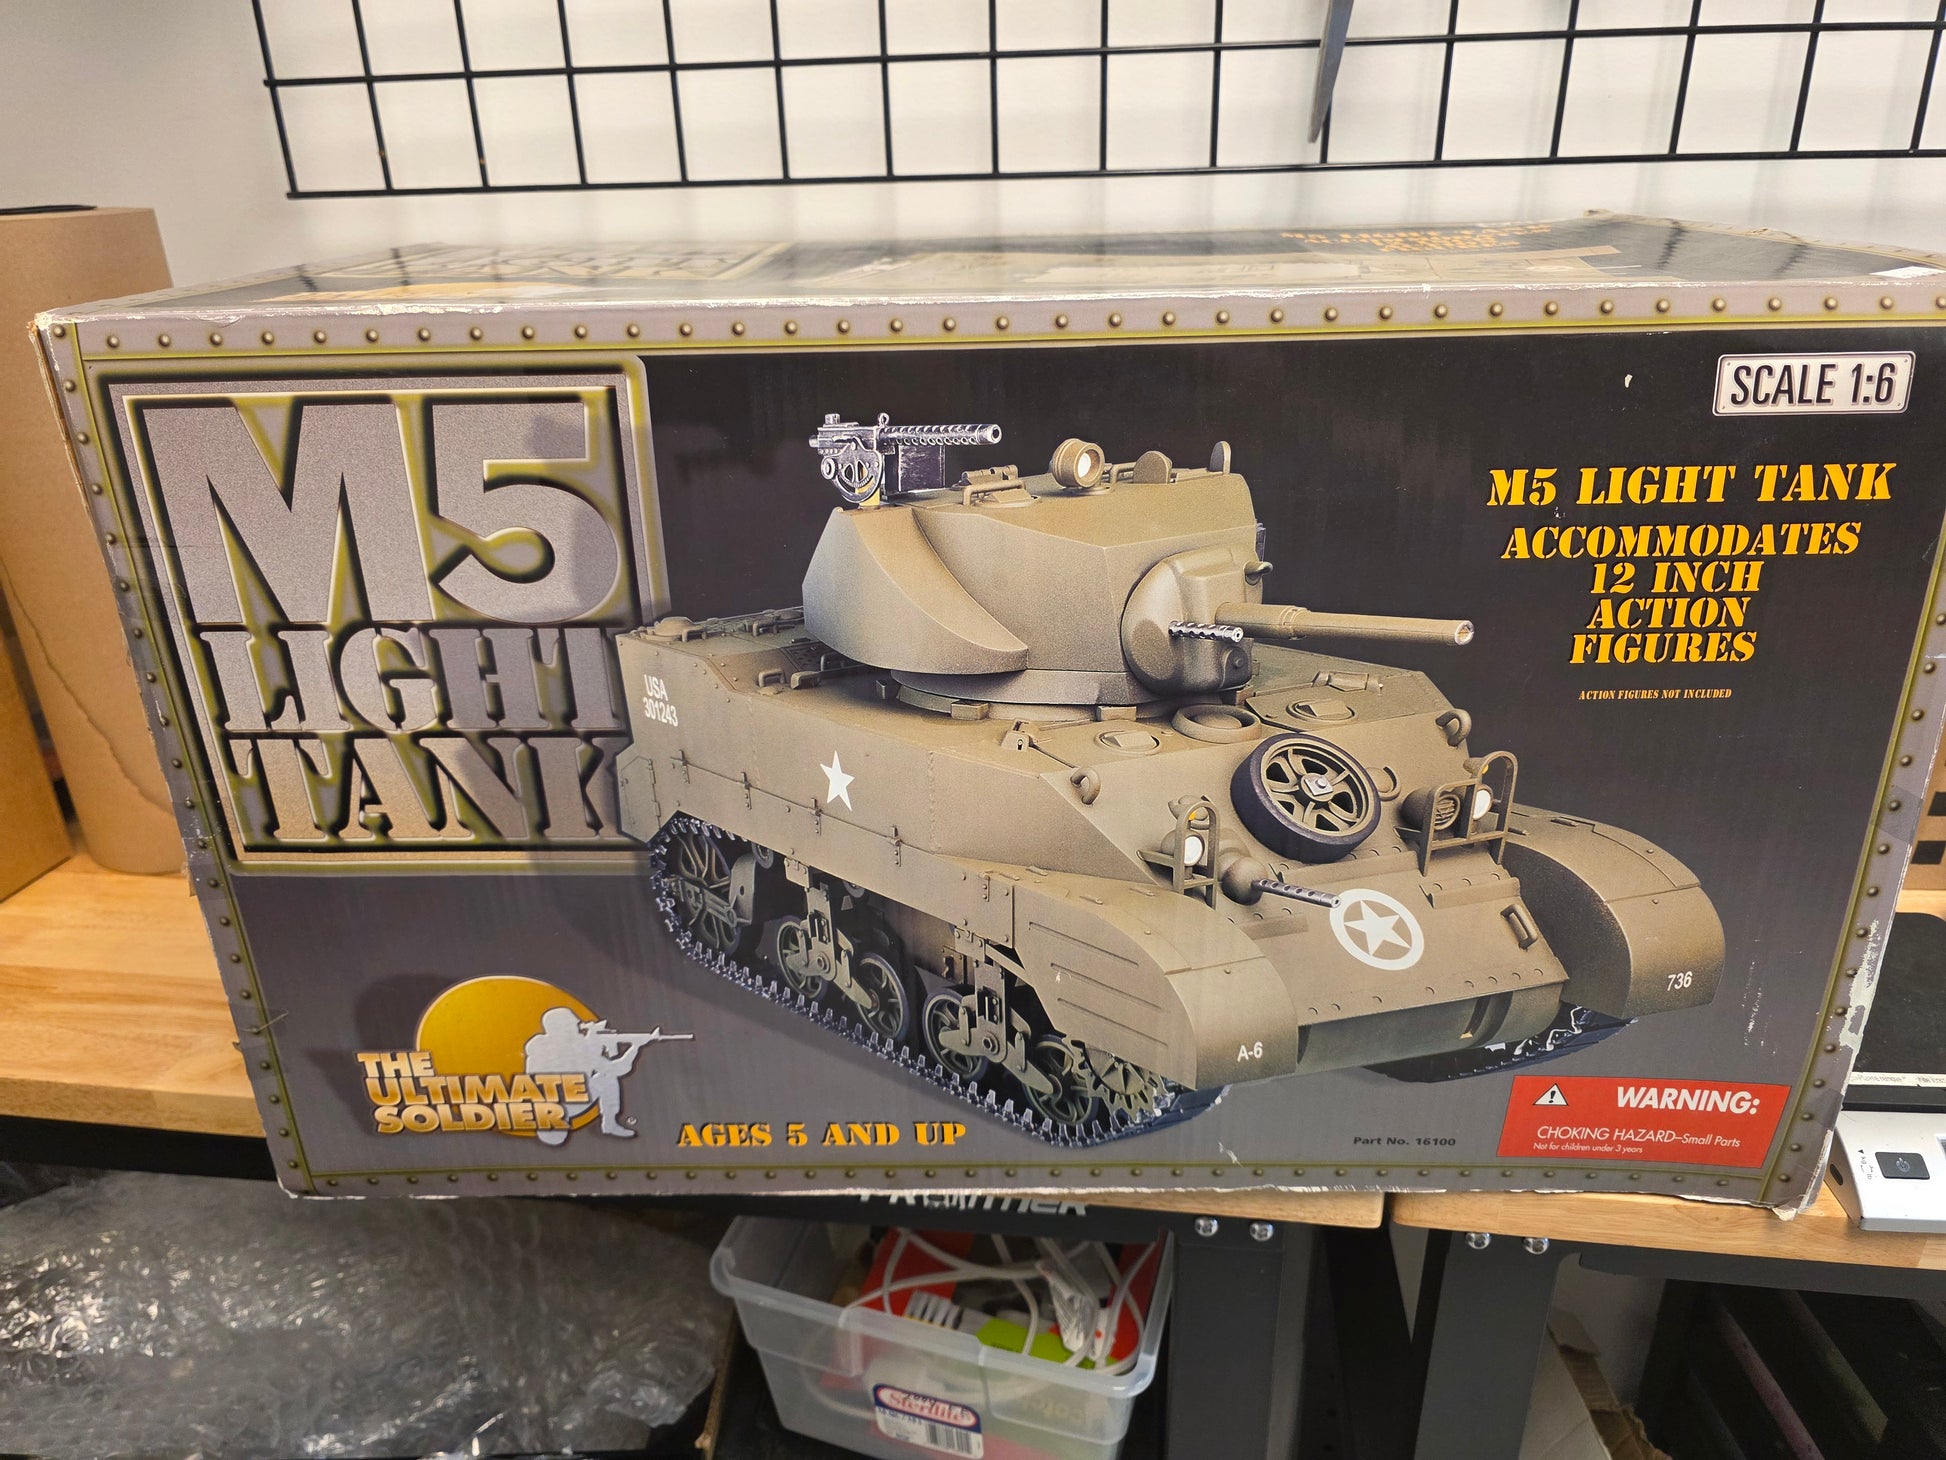 SCALE 1:6
M5
LIGHT
TANK
M5 LIGHT TANK
ACCOMMODATES
12 INCH
ACTION
FIGURES
ACTION FIGURES NOT INCLUDED
USA
301243
736
A-6
THE
ULTIMATE
SOLDIER
AGES 5 AND UP
Part No. 16100
WARNING:
CHOKING HAZARD–Small Parts
Not for children under 3 years
Sterilite